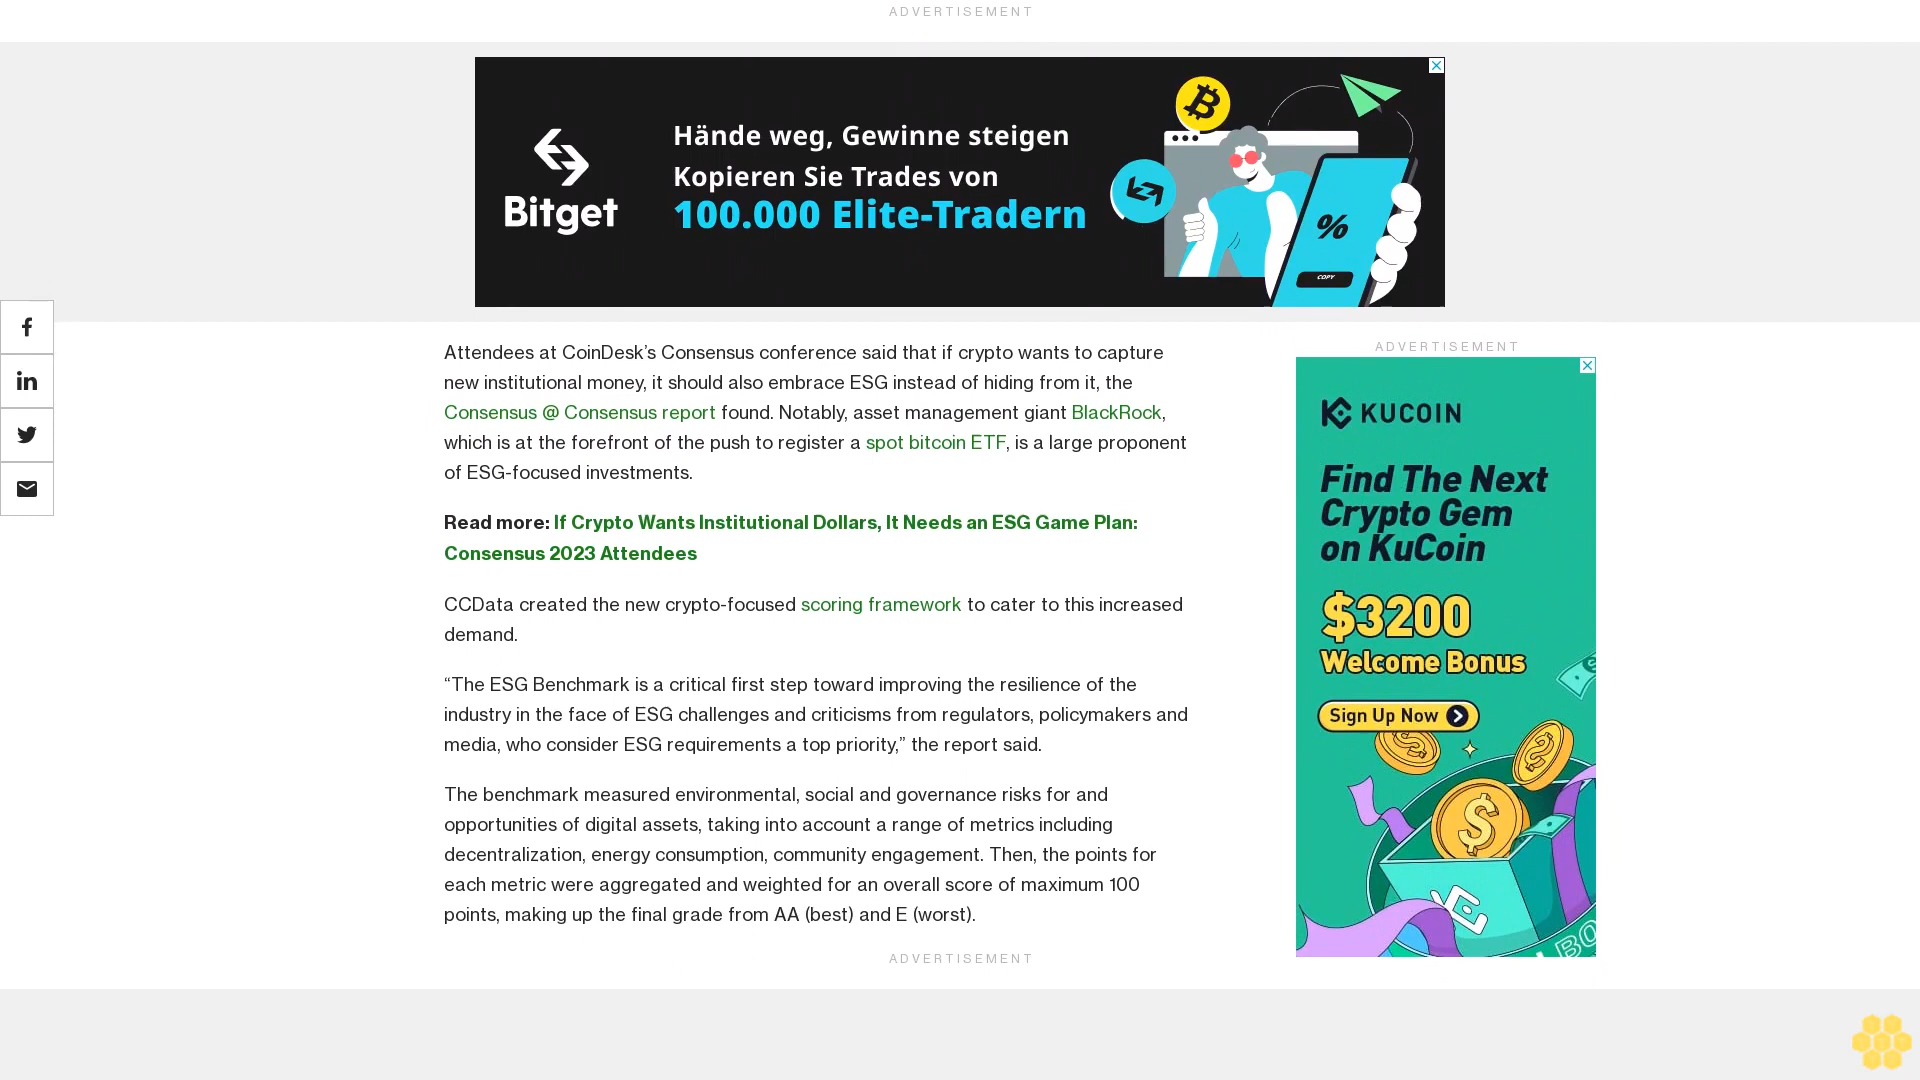 ADVERTISEMENT
Bitget
Hände weg, Gewinne steigen
Kopieren Sie Trades von
100.000 Elite-Tradern
%
COPY
Attendees at CoinDesk’s Consensus conference said that if crypto wants to capture
new institutional money, it should also embrace ESG instead of hiding from it, the
Consensus @ Consensus report found. Notably, asset management giant BlackRock,
which is at the forefront of the push to register a spot bitcoin ETF, is a large proponent
of ESG-focused investments.
Read more: If Crypto Wants Institutional Dollars, It Needs an ESG Game Plan:
Consensus 2023 Attendees
CCData created the new crypto-focused scoring framework to cater to this increased
demand.
“The ESG Benchmark is a critical first step toward improving the resilience of the
industry in the face of ESG challenges and criticisms from regulators, policymakers and
media, who consider ESG requirements a top priority,” the report said.
The benchmark measured environmental, social and governance risks for and
opportunities of digital assets, taking into account a range of metrics including
decentralization, energy consumption, community engagement. Then, the points for
each metric were aggregated and weighted for an overall score of maximum 100
points, making up the final grade from AA (best) and E (worst).
ADVERTISEMENT
KUCOIN
Find The Next
Crypto Gem
on KuCoin
$3200
Welcome Bonus
Sign Up Now
ADVERTISEMENT